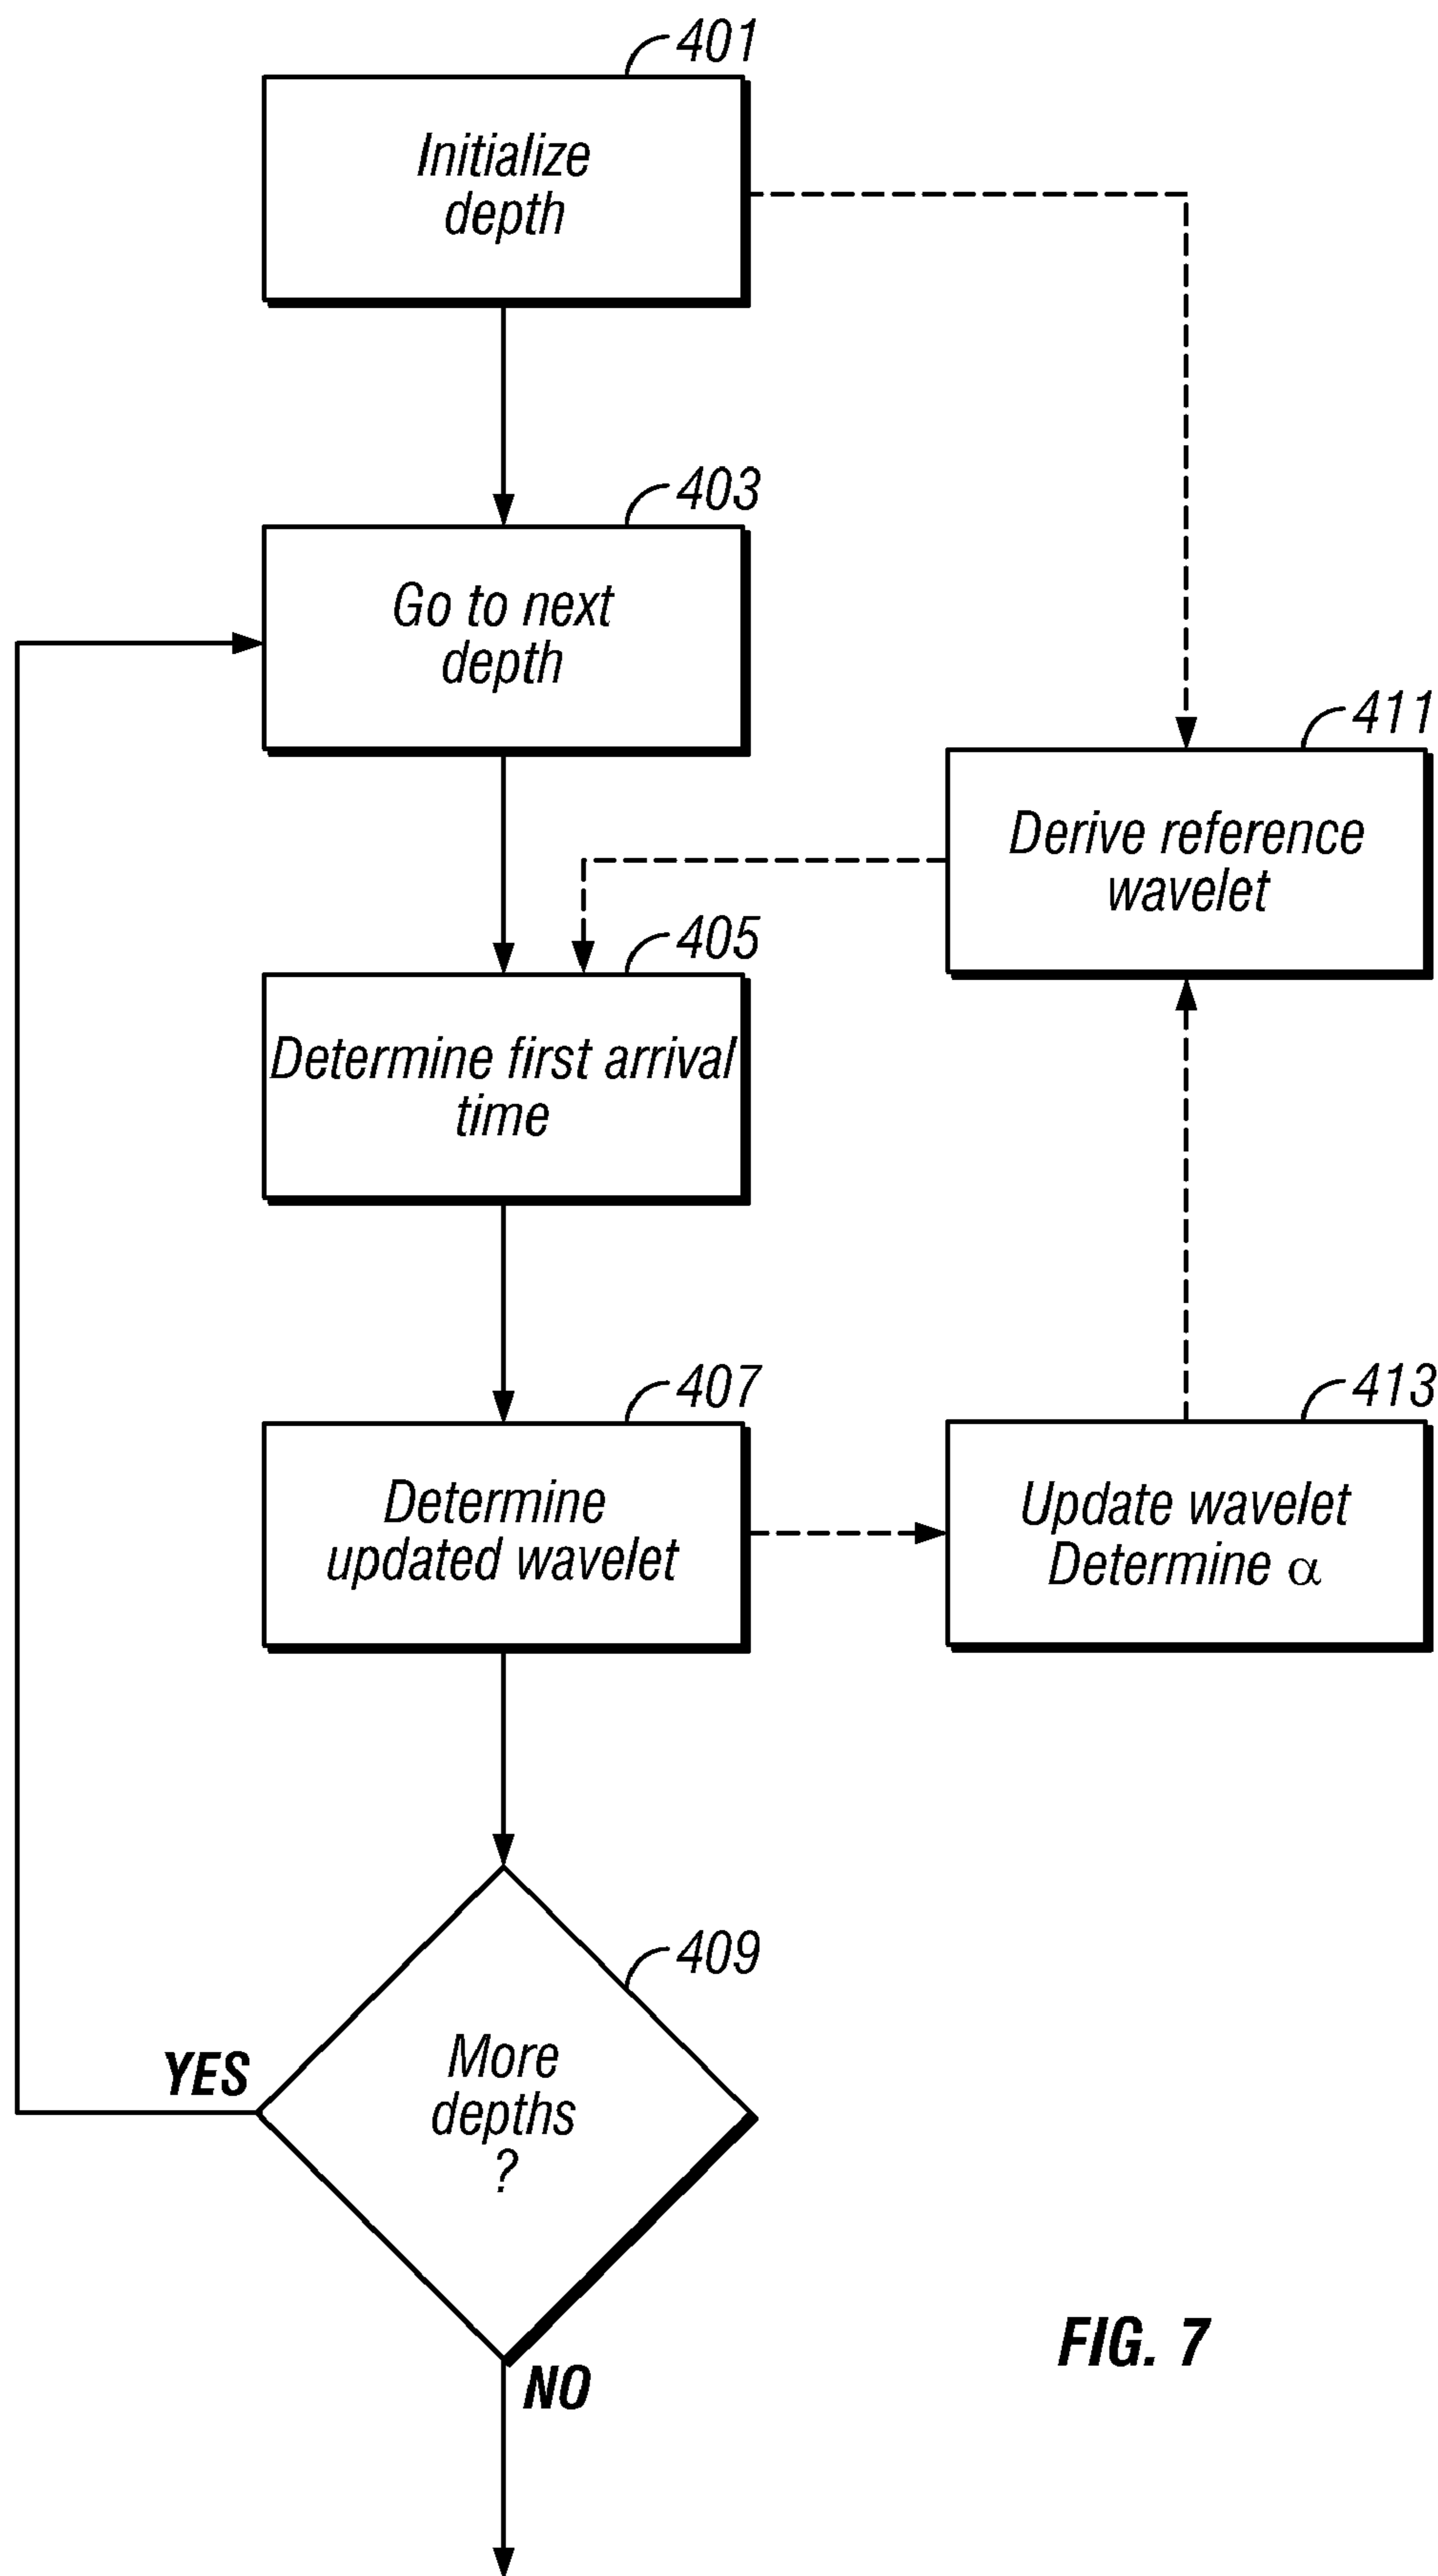 401
Initialize
depth
403
Go to next
depth
411
Derive reference
wavelet
405
Determine first arrival
time
407
Determine
updated wavelet
413
Update wavelet
Determine α
409
More
depths
?
YES
NO
FIG. 7